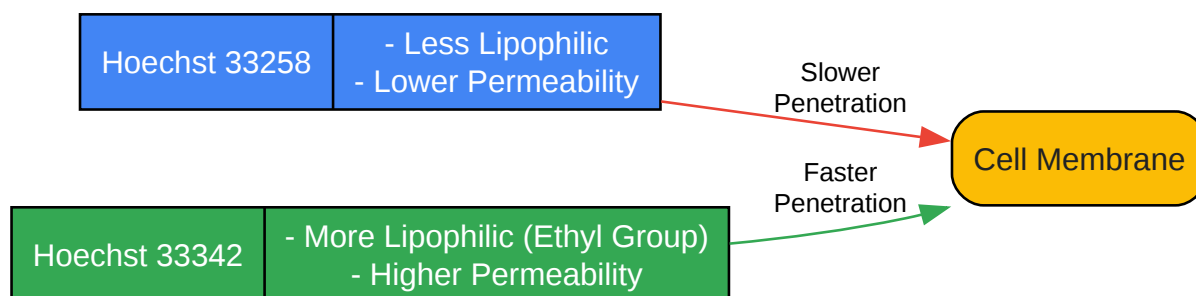 Hoechst 33258
- Less Lipophilic
- Lower Permeability
Slower
Penetration
Cell Membrane
Faster
Penetration
Hoechst 33342
- More Lipophilic (Ethyl Group)
- Higher Permeability